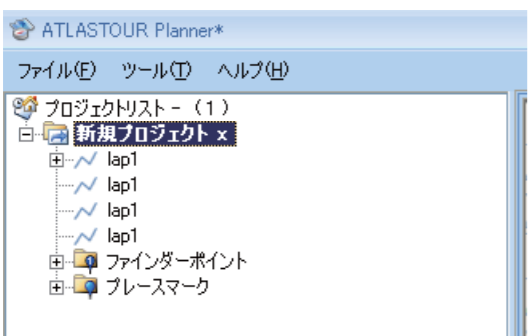 ATLASTOUR Planner*
ファイル(F) ツール(T) ヘルプ(H)
プロジェクトリスト - (1)
新規プロジェクト x
lap1
lap1
lap1
lap1
ファインダーポイント
プレースマーク